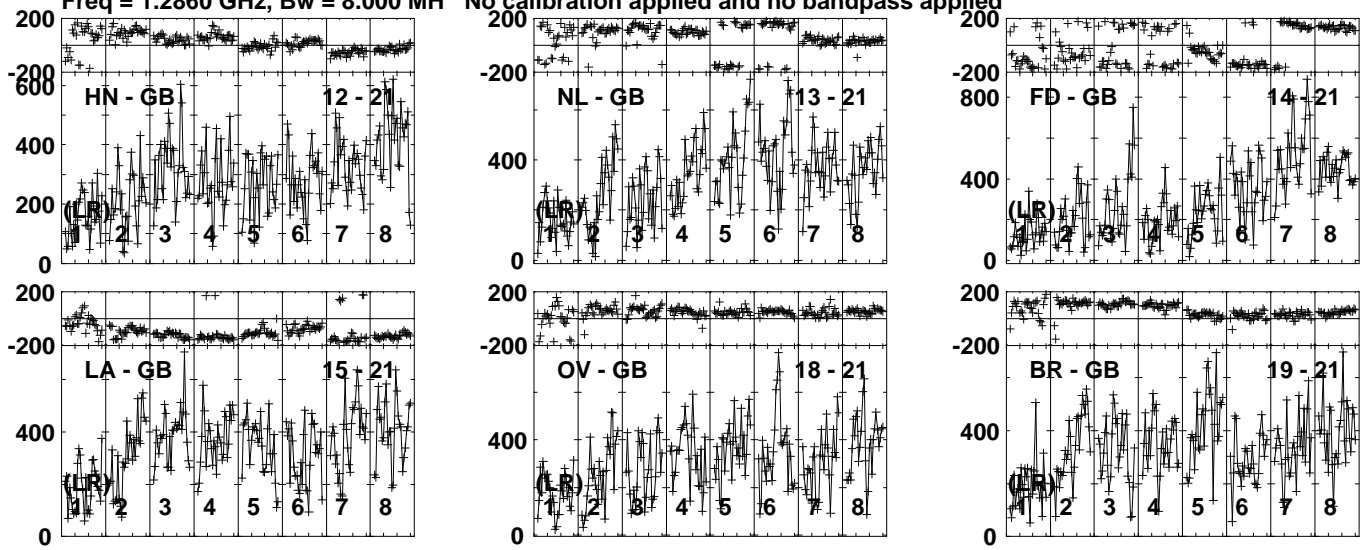 Freq = 1.2860 GHz, Bw = 8.000 MH No calibration applied and no bandpass applied
200
-200
600
400
200
0
HN - GB 12 - 21
(LR)
1 2 3 4 5 6 7 8
200
-200
400
0
NL - GB 13 - 21
(LR)
1 2 3 4 5 6 7 8
200
-200
800
400
0
FD - GB 14 - 21
(LR)
1 2 3 4 5 6 7 8
200
-200
400
0
LA - GB 15 - 21
(LR)
1 2 3 4 5 6 7 8
200
-200
400
0
OV - GB 18 - 21
(LR)
1 2 3 4 5 6 7 8
200
-200
400
0
BR - GB 19 - 21
(LR)
1 2 3 4 5 6 7 8